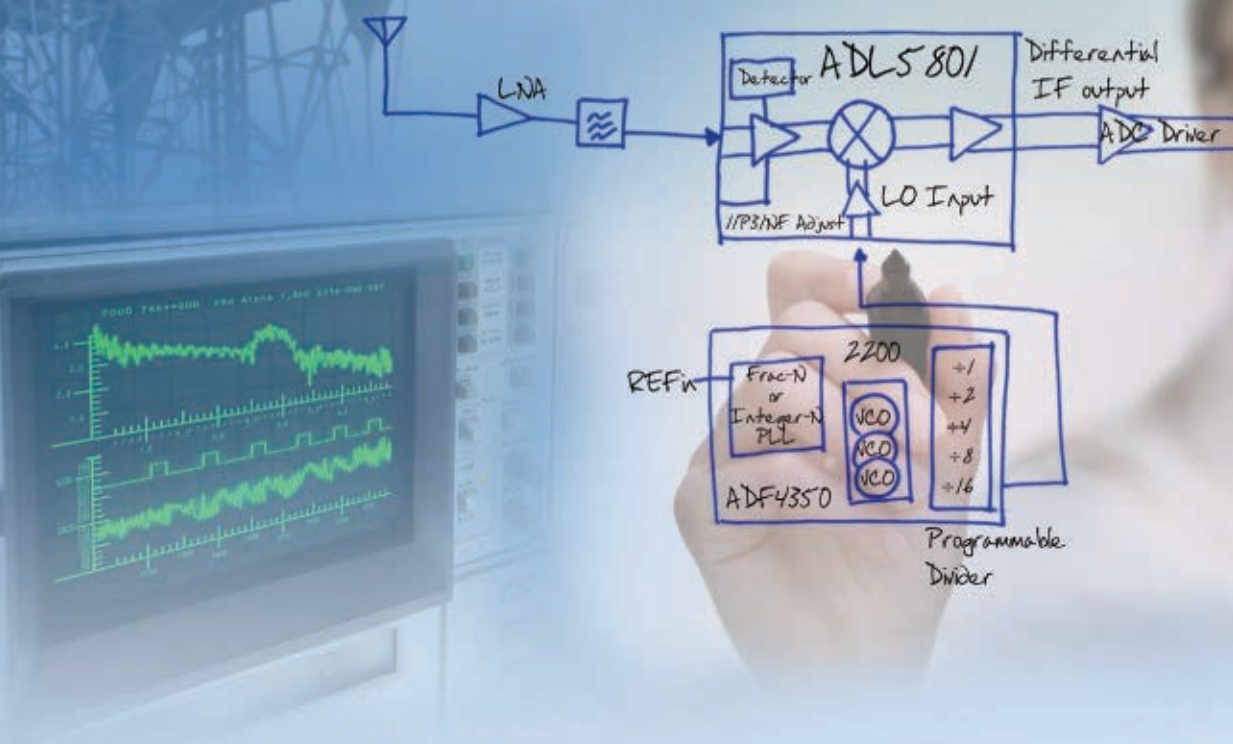 LNA
ADL5801
Detector
IIP3/NF Adjust
LO Input
Differential
IF output
ADC Driver
REFin
Frac-N
or
Integer-N
PLL
ADF4350
2200
VCO
VCO
VCO
÷1
÷2
÷4
÷8
÷16
Programmable
Divider